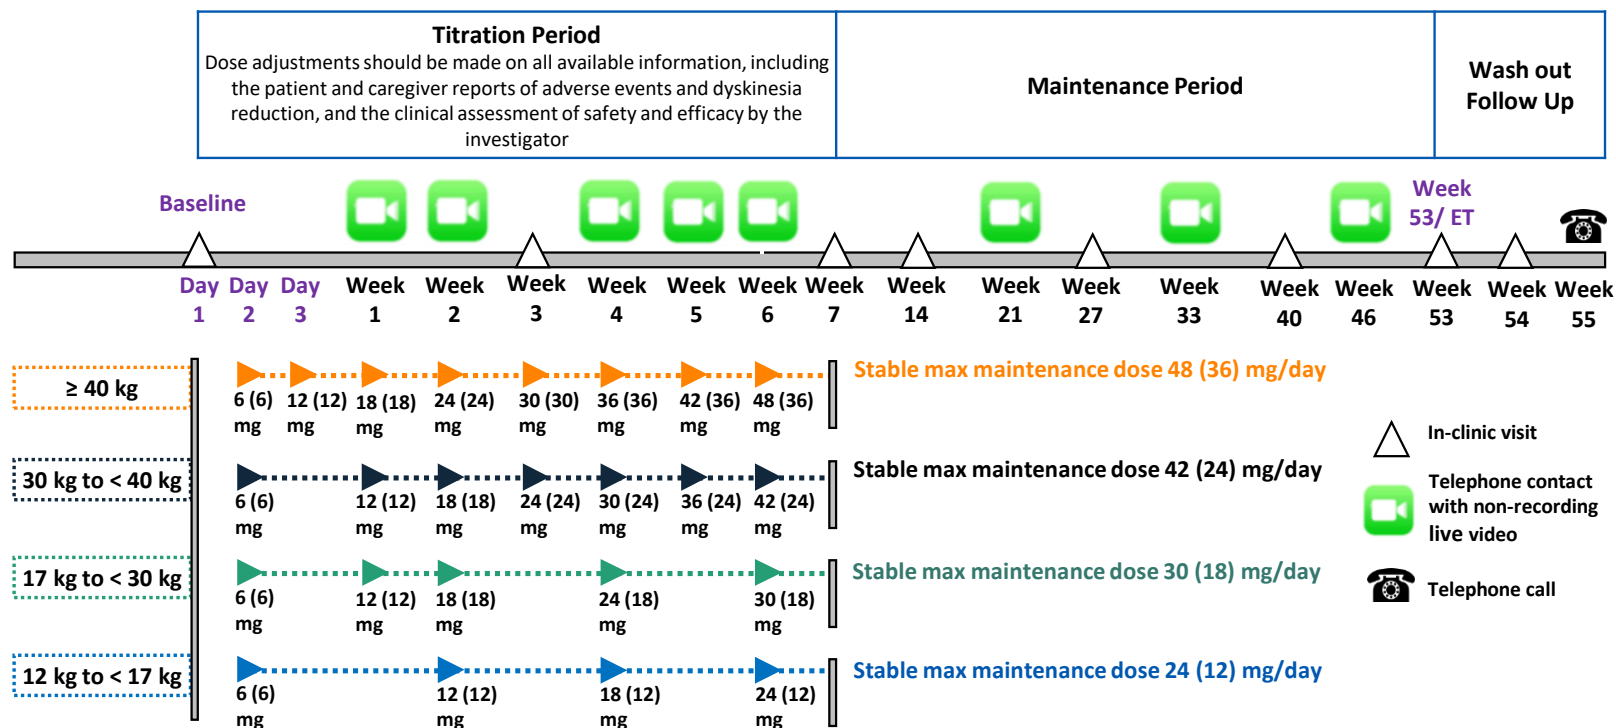 Titration Period
Dose adjustments should be made on all available information, including
the patient and caregiver reports of adverse events and dyskinesia
reduction, and the clinical assessment of safety and efficacy by the
investigator
Maintenance Period
Wash out
Follow Up
Baseline
Week
53/ ET
Day
1
Day
2
Day
3
Week
1
Week
2
Week
3
Week
4
Week
5
Week
6
Week
7
Week
14
Week
21
Week
27
Week
33
Week
40
Week
46
Week
53
Week
54
Week
55
≥ 40 kg
6 (6)
mg
12 (12)
mg
18 (18)
mg
24 (24)
mg
30 (30)
mg
36 (36)
mg
42 (36)
mg
48 (36)
mg
Stable max maintenance dose 48 (36) mg/day
30 kg to < 40 kg
6 (6)
mg
12 (12)
mg
18 (18)
mg
24 (24)
mg
30 (24)
mg
36 (24)
mg
42 (24)
mg
Stable max maintenance dose 42 (24) mg/day
17 kg to < 30 kg
6 (6)
mg
12 (12)
mg
18 (18)
mg
24 (18)
mg
30 (18)
mg
Stable max maintenance dose 30 (18) mg/day
12 kg to < 17 kg
6 (6)
mg
12 (12)
mg
18 (12)
mg
24 (12)
mg
Stable max maintenance dose 24 (12) mg/day
In-clinic visit
Telephone contact
with non-recording
live video
Telephone call